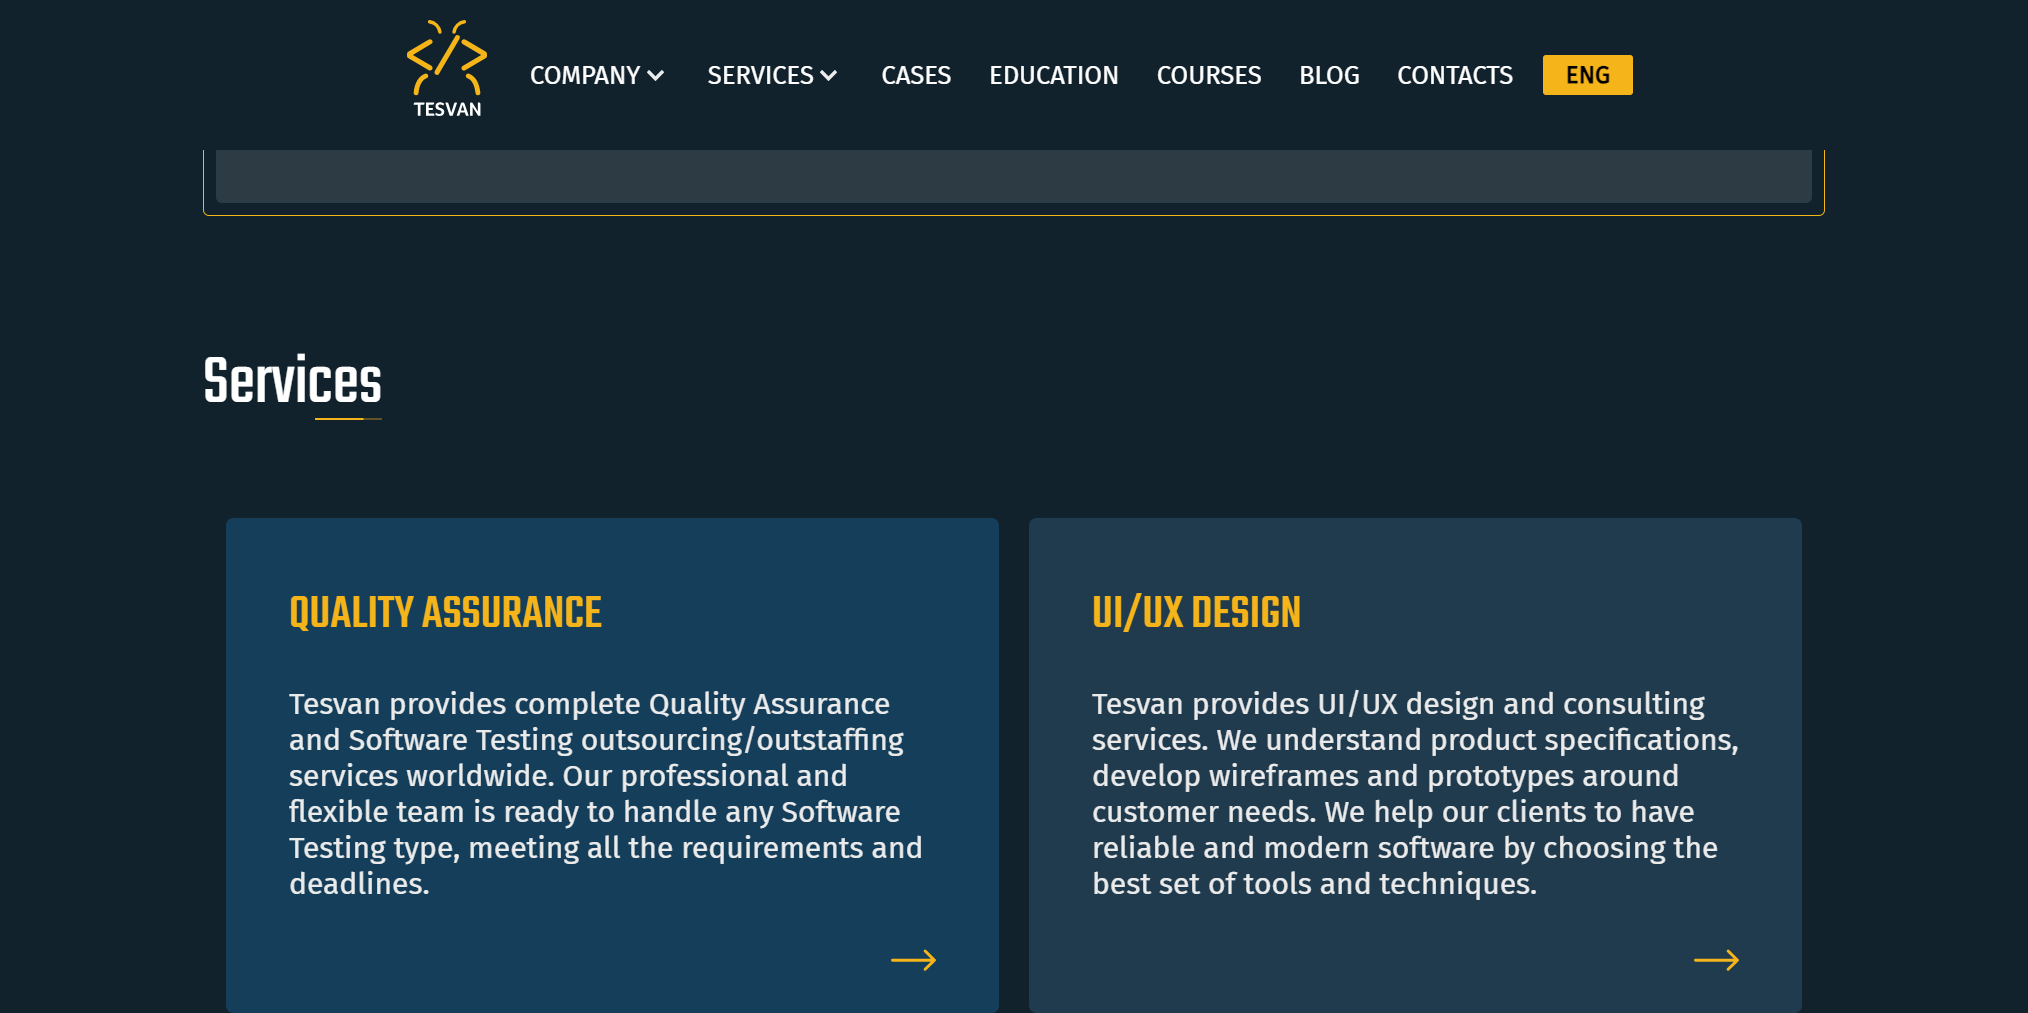 TESVAN
COMPANY
SERVICES
CASES
EDUCATION
COURSES
BLOG
CONTACTS
ENG
Services
QUALITY ASSURANCE
Tesvan provides complete Quality Assurance
and Software Testing outsourcing/outstaffing
services worldwide. Our professional and
flexible team is ready to handle any Software
Testing type, meeting all the requirements and
deadlines.
UI/UX DESIGN
Tesvan provides UI/UX design and consulting
services. We understand product specifications,
develop wireframes and prototypes around
customer needs. We help our clients to have
reliable and modern software by choosing the
best set of tools and techniques.